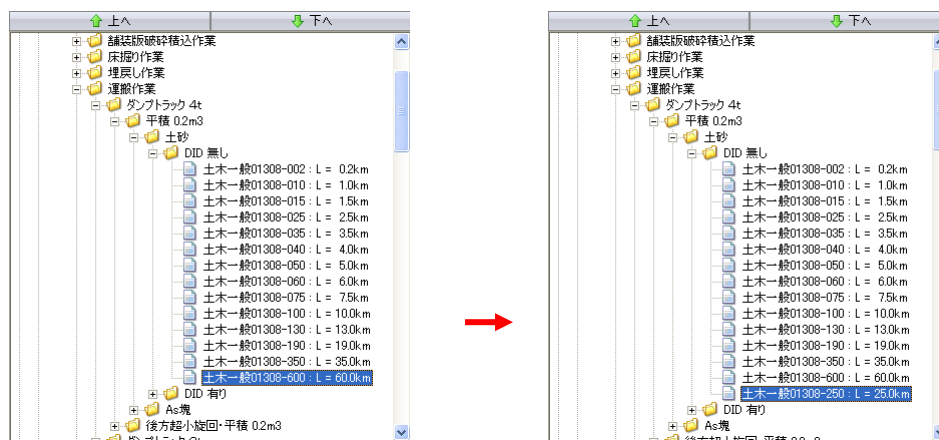 上へ
下へ
舗装版破砕積込作業
床掘り作業
埋戻し作業
運搬作業
ダンプトラック 4t
平積 0.2m3
土砂
DID 無し
土木一般01308-002 : L = 0.2km
土木一般01308-010 : L = 1.0km
土木一般01308-015 : L = 1.5km
土木一般01308-025 : L = 2.5km
土木一般01308-035 : L = 3.5km
土木一般01308-040 : L = 4.0km
土木一般01308-050 : L = 5.0km
土木一般01308-060 : L = 6.0km
土木一般01308-075 : L = 7.5km
土木一般01308-100 : L = 10.0km
土木一般01308-130 : L = 13.0km
土木一般01308-190 : L = 19.0km
土木一般01308-350 : L = 35.0km
土木一般01308-600 : L = 60.0km
DID 有り
As塊
後方超小旋回・平積 0.2m3
上へ
下へ
舗装版破砕積込作業
床掘り作業
埋戻し作業
運搬作業
ダンプトラック 4t
平積 0.2m3
土砂
DID 無し
土木一般01308-002 : L = 0.2km
土木一般01308-010 : L = 1.0km
土木一般01308-015 : L = 1.5km
土木一般01308-025 : L = 2.5km
土木一般01308-035 : L = 3.5km
土木一般01308-040 : L = 4.0km
土木一般01308-050 : L = 5.0km
土木一般01308-060 : L = 6.0km
土木一般01308-075 : L = 7.5km
土木一般01308-100 : L = 10.0km
土木一般01308-130 : L = 13.0km
土木一般01308-190 : L = 19.0km
土木一般01308-350 : L = 35.0km
土木一般01308-600 : L = 60.0km
土木一般01308-250 : L = 25.0km
DID 有り
As塊